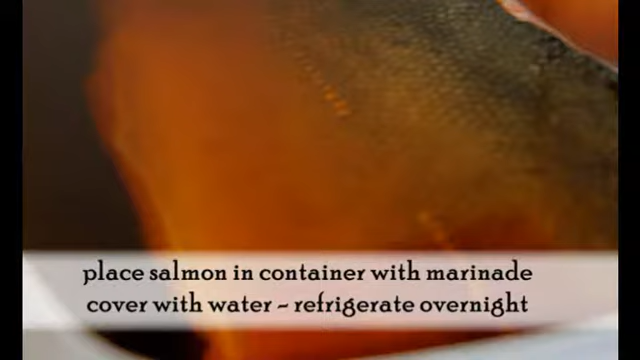 place salmon in container with marinade
cover with water ~ refrigerate overnight